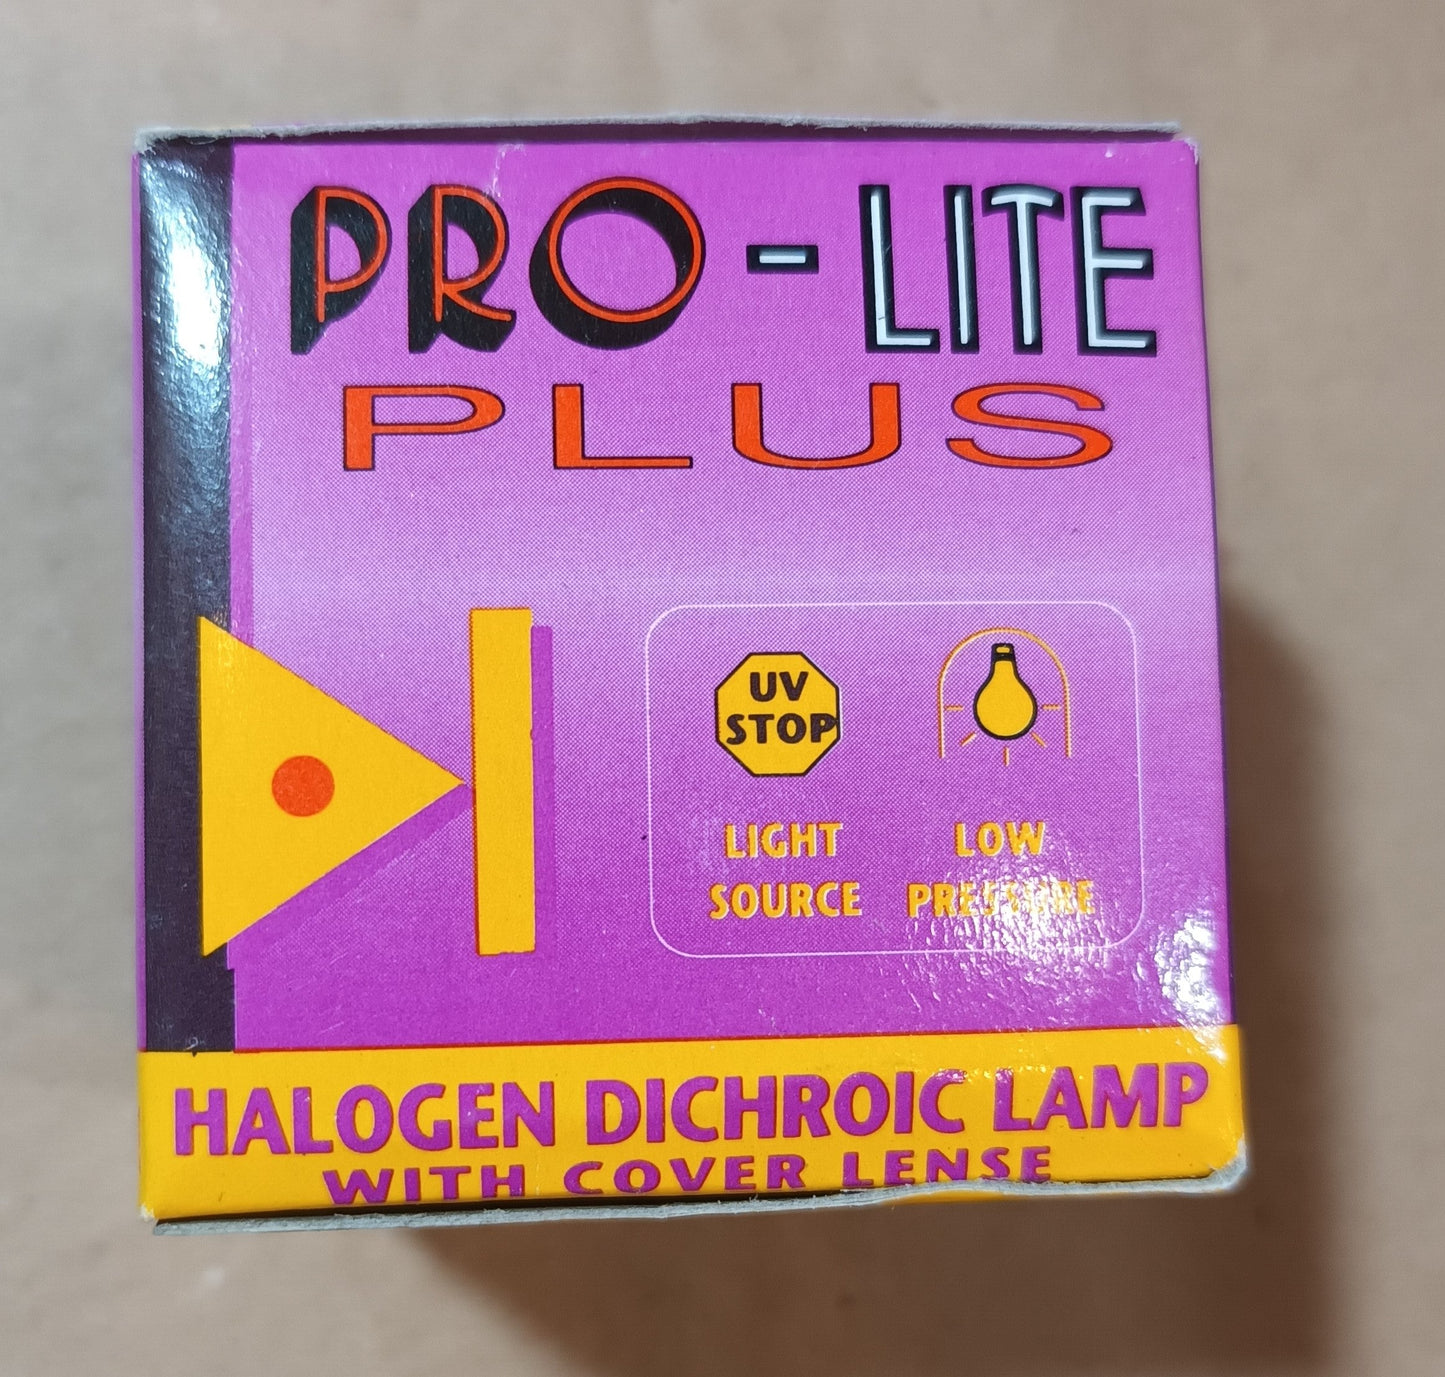 PRO-LITE
PLUS
UV
STOP
LIGHT
SOURCE
LOW
PRESSURE
HALOGEN DICHROIC LAMP
WITH COVER LENSE